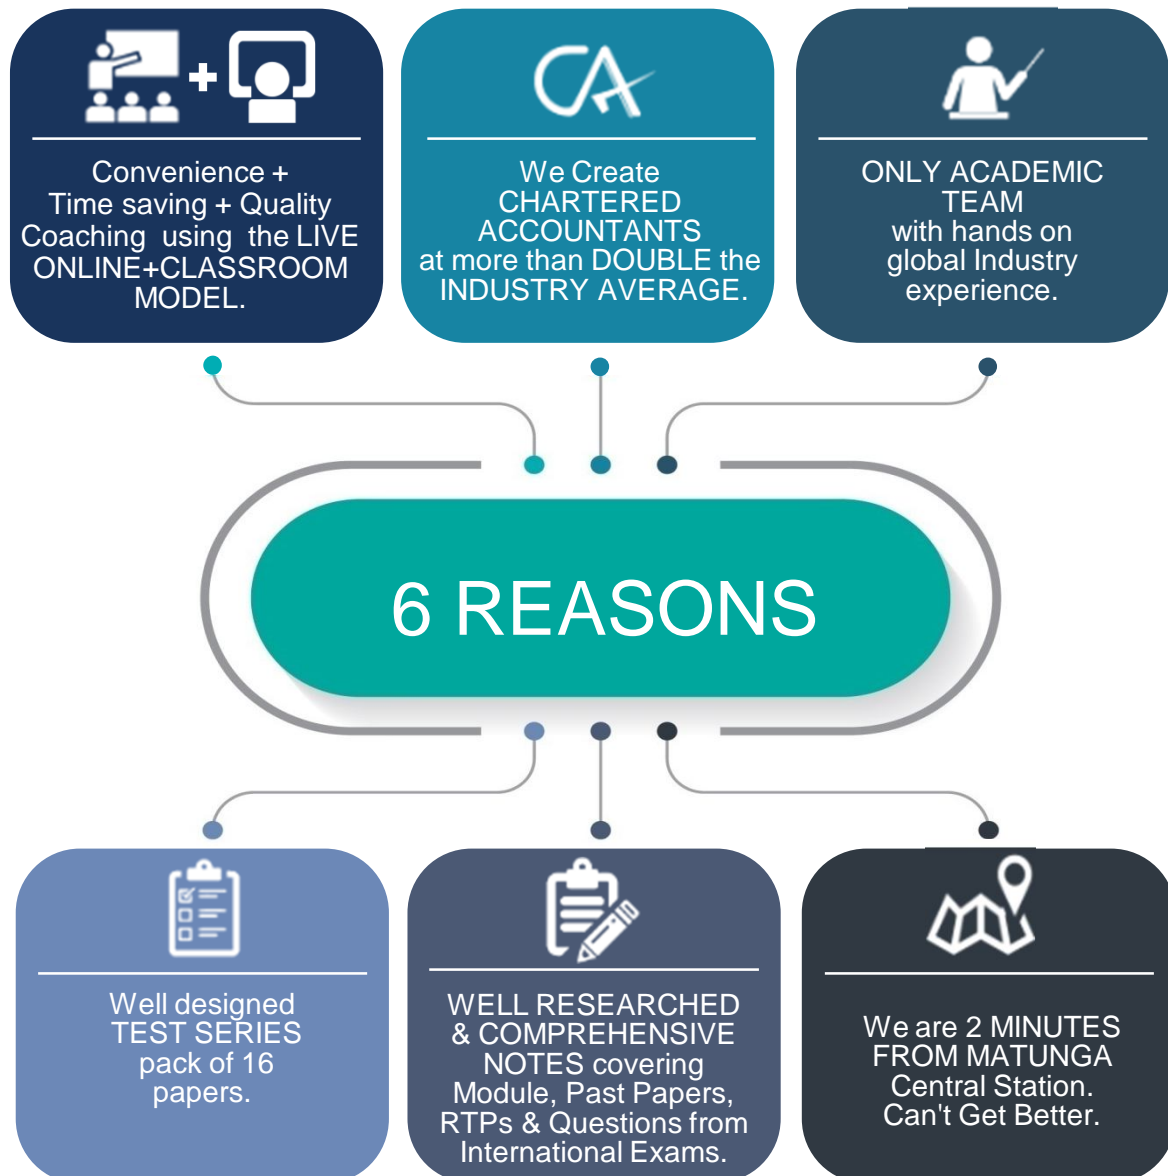 Convenience +
Time saving + Quality
Coaching using the LIVE
ONLINE+CLASSROOM
MODEL.
CA
We Create
CHARTERED
ACCOUNTANTS
at more than DOUBLE the
INDUSTRY AVERAGE.
ONLY ACADEMIC
TEAM
with hands on
global Industry
experience.
6 REASONS
Well designed
TEST SERIES
pack of 16
papers.
WELL RESEARCHED
& COMPREHENSIVE
NOTES covering
Module, Past Papers,
RTPs & Questions from
International Exams.
We are 2 MINUTES
FROM MATUNGA
Central Station.
Can't Get Better.